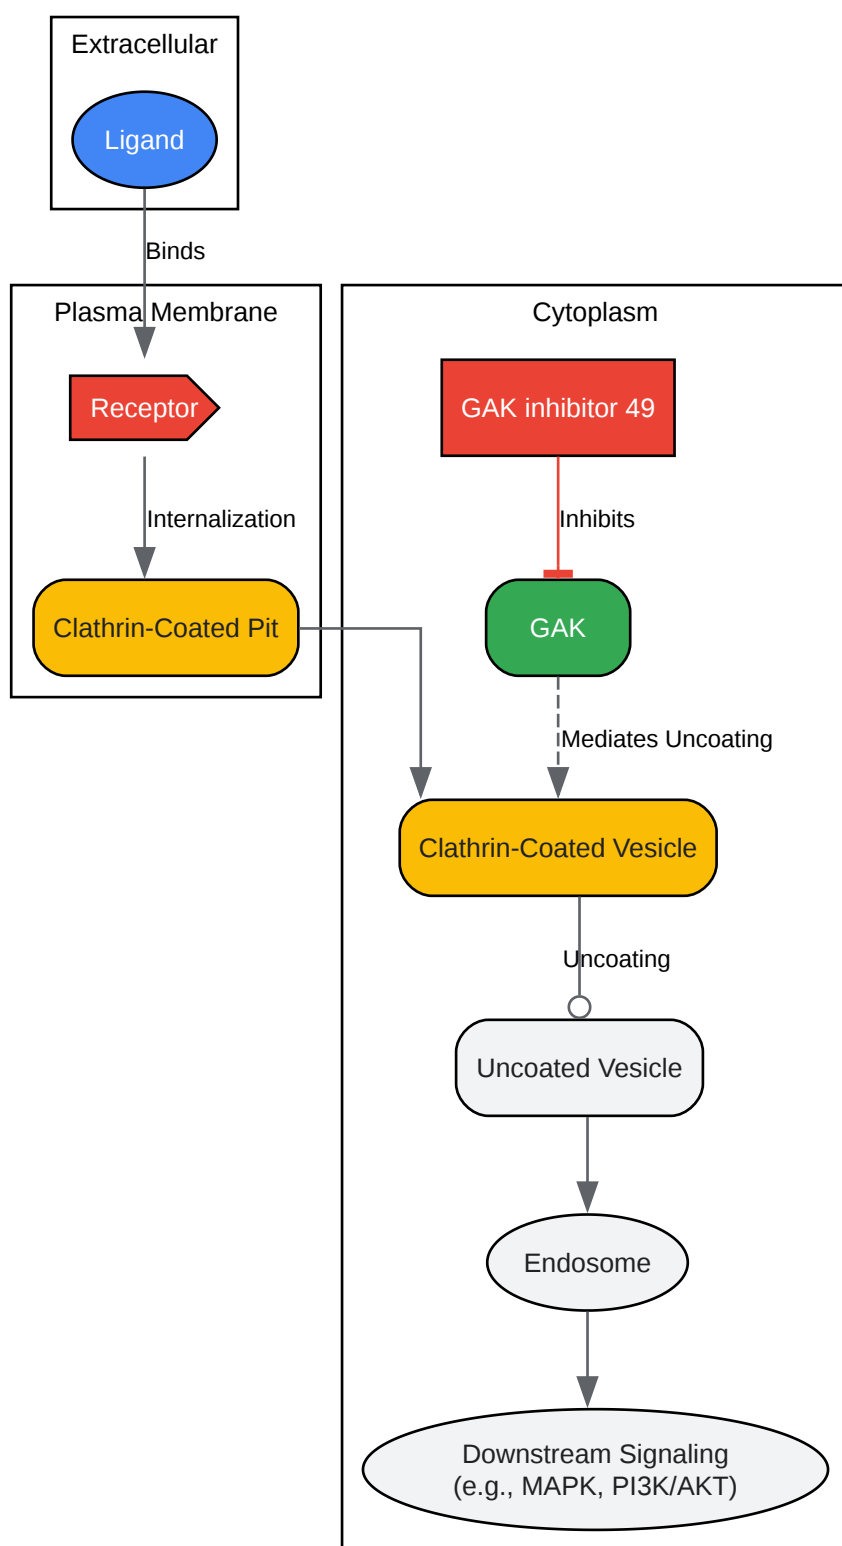 Extracellular
Ligand
Binds
Plasma Membrane
Receptor
Internalization
Clathrin-Coated Pit
Cytoplasm
GAK inhibitor 49
Inhibits
GAK
Mediates Uncoating
Clathrin-Coated Vesicle
Uncoating
Uncoated Vesicle
Endosome
Downstream Signaling
(e.g., MAPK, PI3K/AKT)